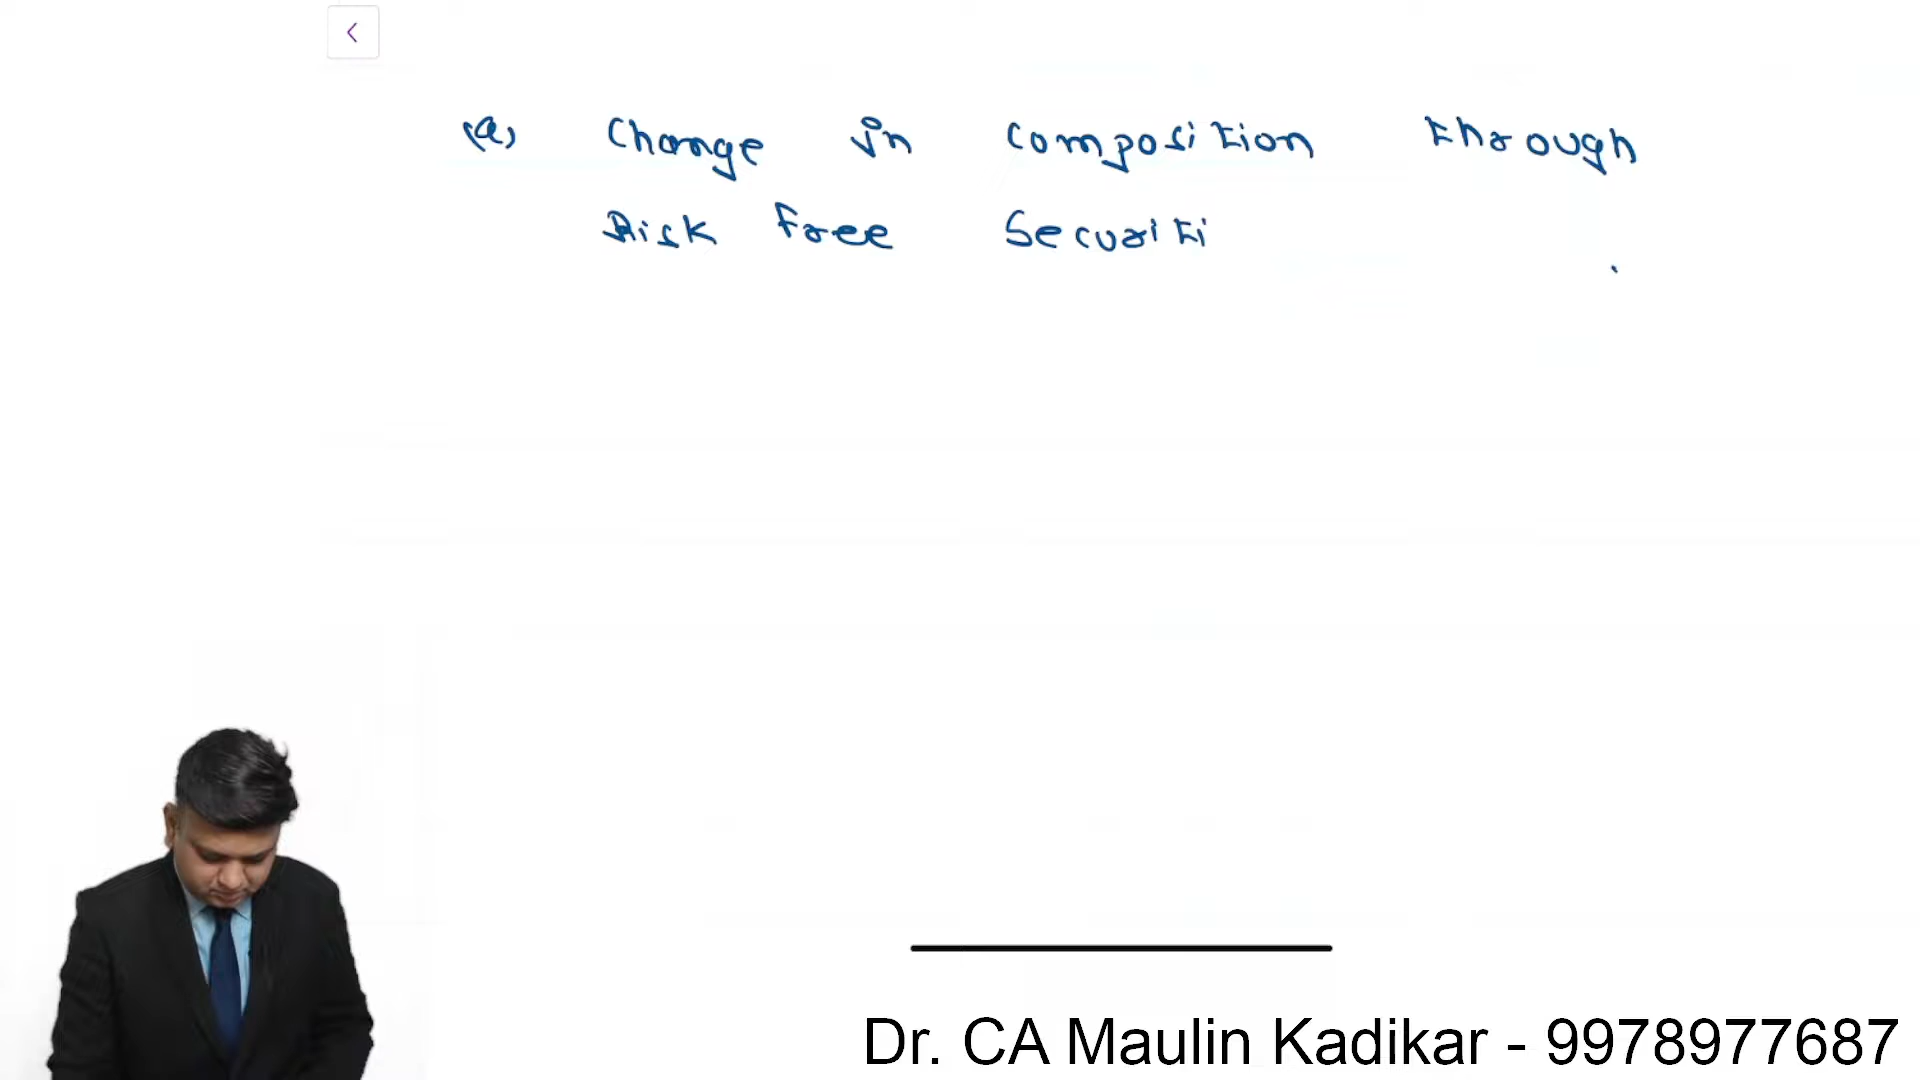 (a) Change in composition through
Risk free Securiti
Dr. CA Maulin Kadikar - 9978977687